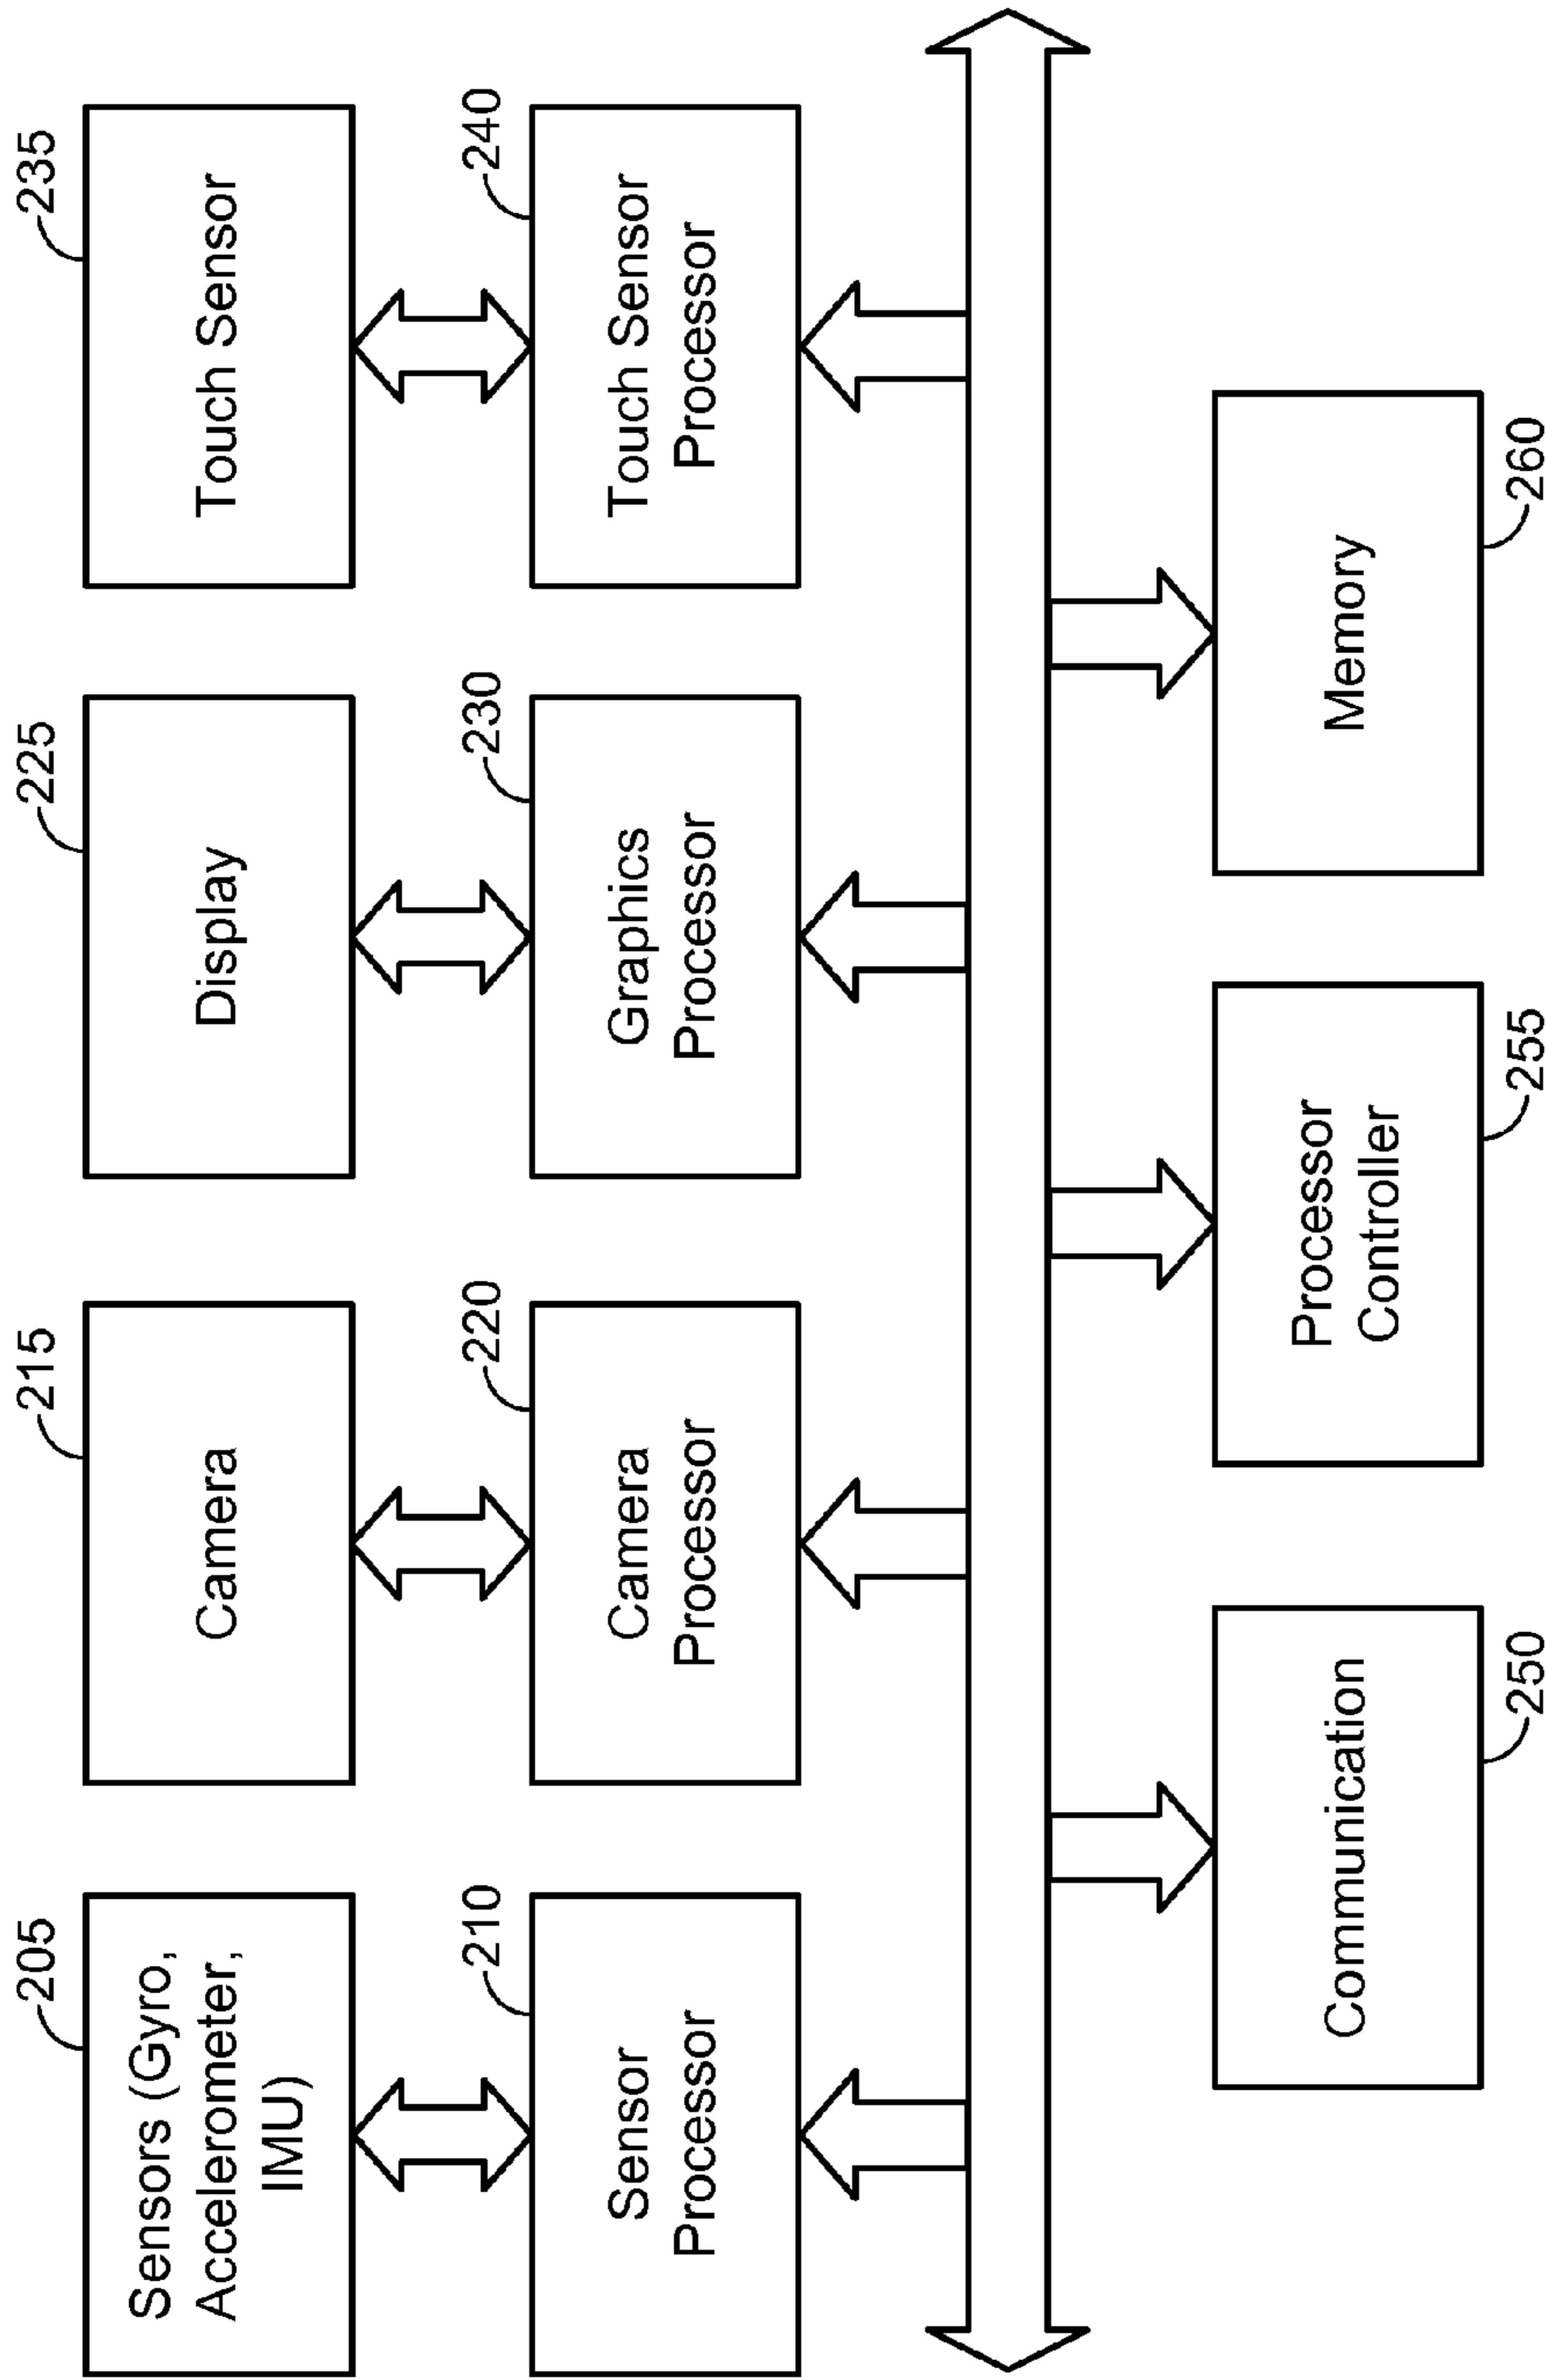 205
Sensors (Gyro,
Accelerometer,
IMU)
215
Camera
225
Display
235
Touch Sensor
210
Sensor
Processor
220
Camera
Processor
230
Graphics
Processor
240
Touch Sensor
Processor
Communication
250
Processor
Controller
255
Memory
260